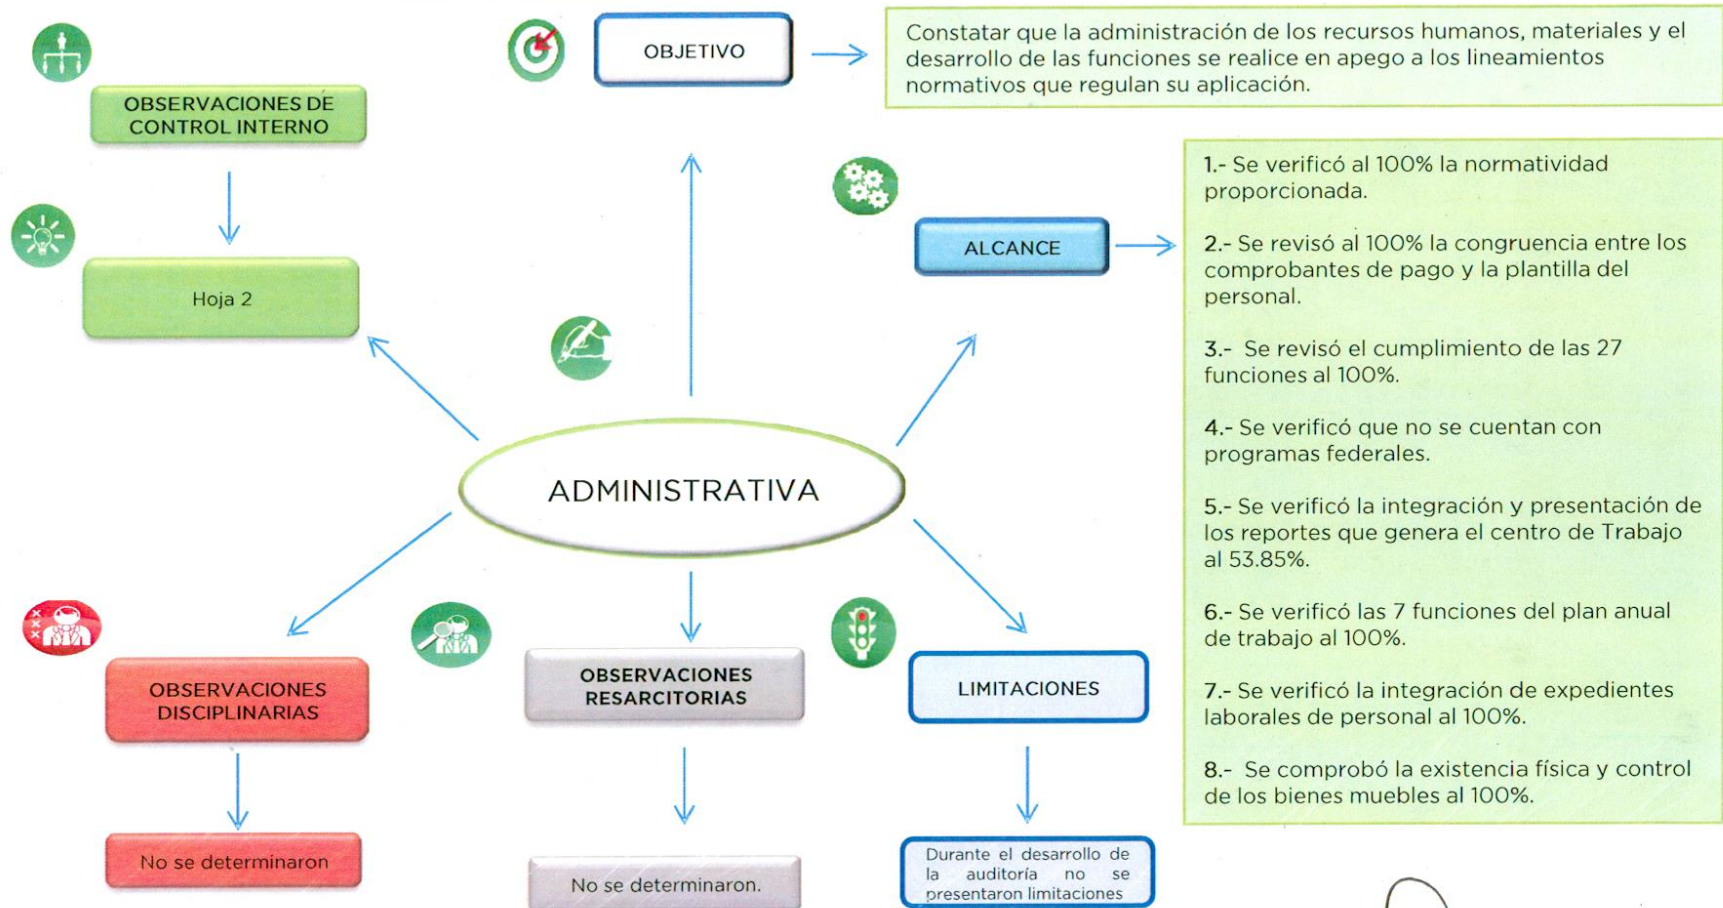 OBJETIVO
Constatar que la administración de los recursos humanos, materiales y el
desarrollo de las funciones se realice en apego a los lineamientos
normativos que regulan su aplicación.
OBSERVACIONES DE
CONTROL INTERNO
Hoja 2
ALCANCE
1.- Se verificó al 100% la normatividad
proporcionada.
2.- Se revisó al 100% la congruencia entre los
comprobantes de pago y la plantilla del
personal.
3.- Se revisó el cumplimiento de las 27
funciones al 100%.
4.- Se verificó que no se cuentan con
programas federales.
5.- Se verificó la integración y presentación de
los reportes que genera el centro de Trabajo
al 53.85%.
6.- Se verificó las 7 funciones del plan anual
de trabajo al 100%.
7.- Se verificó la integración de expedientes
laborales de personal al 100%.
8.- Se comprobó la existencia física y control
de los bienes muebles al 100%.
ADMINISTRATIVA
OBSERVACIONES
DISCIPLINARIAS
No se determinaron
OBSERVACIONES
RESARCITORIAS
No se determinaron.
LIMITACIONES
Durante el desarrollo de
la auditoría no se
presentaron limitaciones